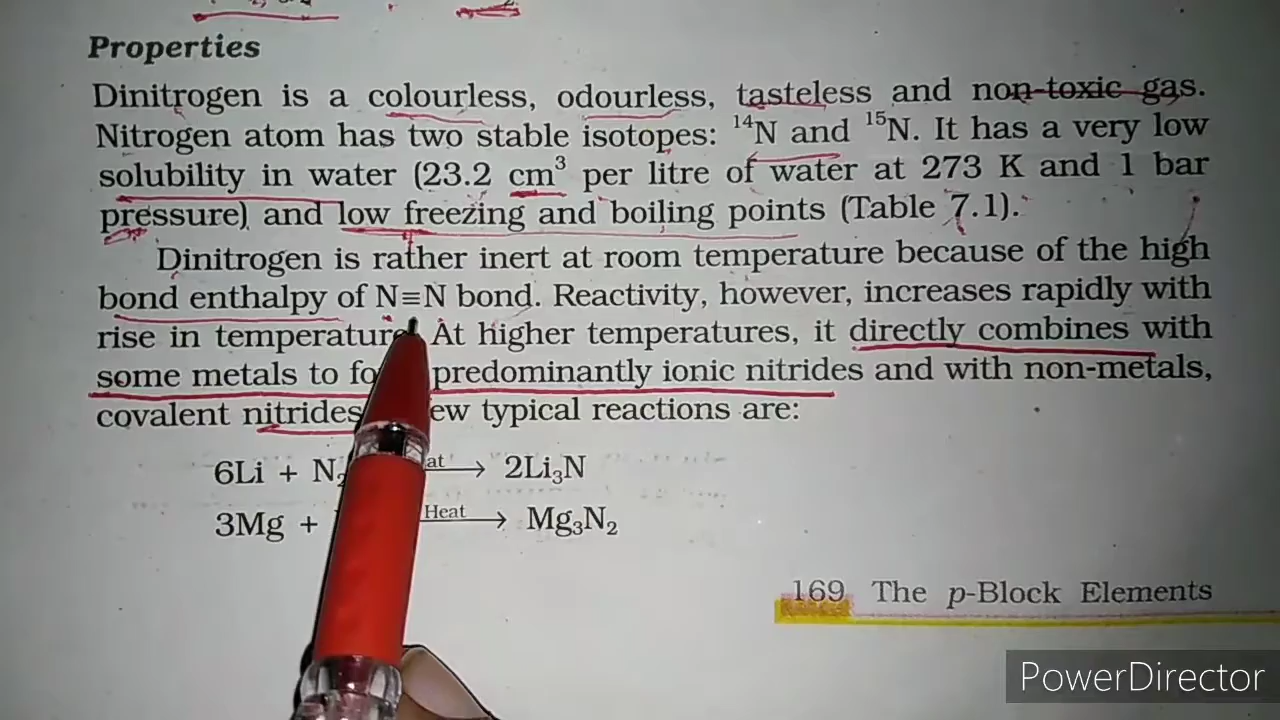 Properties
Dinitrogen is a colourless, odourless, tasteless and non-toxic gas.
Nitrogen atom has two stable isotopes: ¹⁴N and ¹⁵N. It has a very low
solubility in water (23.2 cm³ per litre of water at 273 K and 1 bar
pressure) and low freezing and boiling points (Table 7.1).
Dinitrogen is rather inert at room temperature because of the high
bond enthalpy of N≡N bond. Reactivity, however, increases rapidly with
rise in temperatur At higher temperatures, it directly combines with
some metals to fo predominantly ionic nitrides and with non-metals,
covalent nitrides ew typical reactions are:
6Li + N₂ at → 2Li₃N
3Mg + Heat → Mg₃N₂
169 The p-Block Elements
PowerDirector